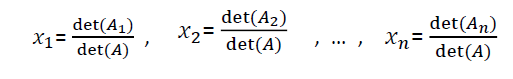 x₁ = det(A₁)/det(A) , x₂ = det(A₂)/det(A) , ... , xₙ = det(Aₙ)/det(A)